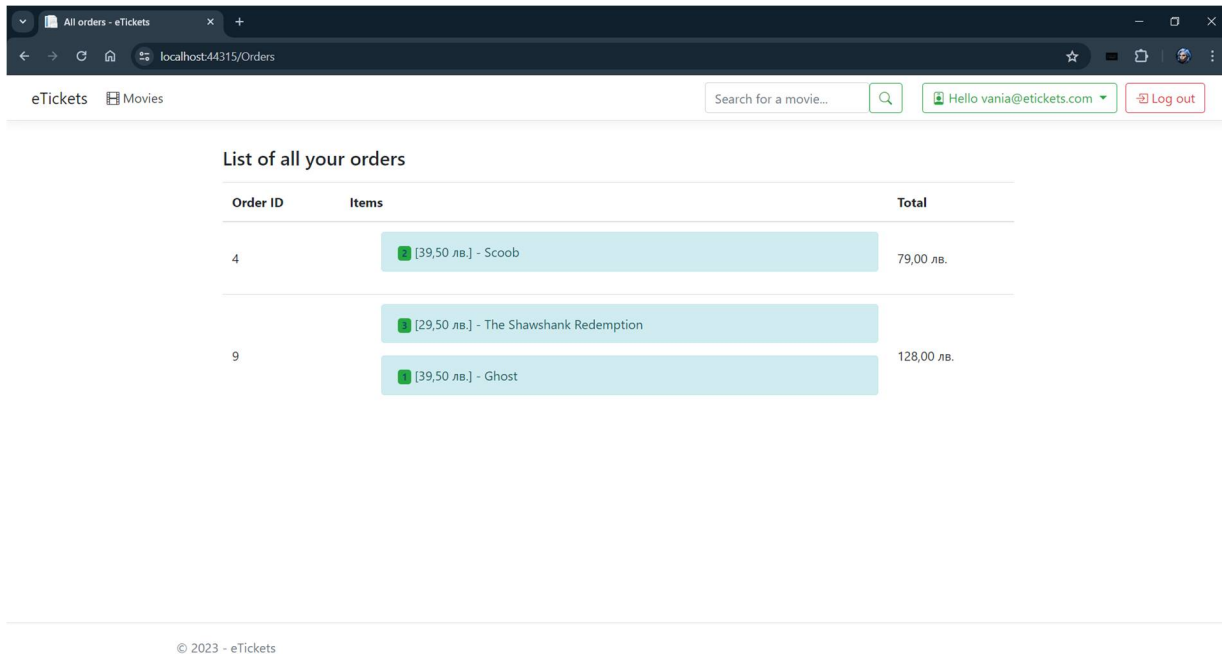 All orders - eTickets
localhost:44315/Orders
eTickets Movies Search for a movie... Hello vania@etickets.com Log out
List of all your orders
Order ID Items Total
4 2 [39,50 лв.] - Scoob 79,00 лв.
3 [29,50 лв.] - The Shawshank Redemption
9 128,00 лв.
1 [39,50 лв.] - Ghost
© 2023 - eTickets